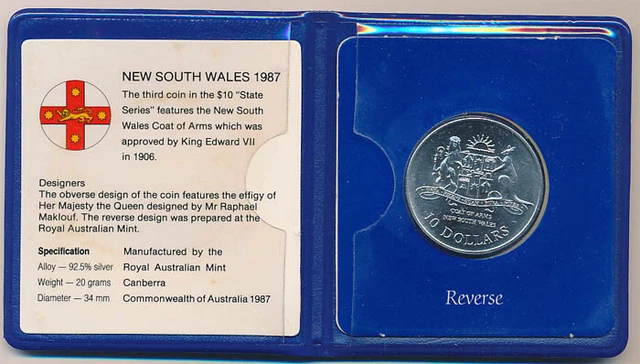 NEW SOUTH WALES 1987
The third coin in the $10 "State
Series" features the New South
Wales Coat of Arms which was
approved by King Edward VII
in 1906.
Designers
The obverse design of the coin features the effigy of
Her Majesty the Queen designed by Mr Raphael
Maklouf. The reverse design was prepared at the
Royal Australian Mint.
Specification
Alloy — 92.5% silver
Weight — 20 grams
Diameter — 34 mm
Manufactured by the
Royal Australian Mint
Canberra
Commonwealth of Australia 1987
COAT OF ARMS
NEW SOUTH WALES
10 DOLLARS
Reverse